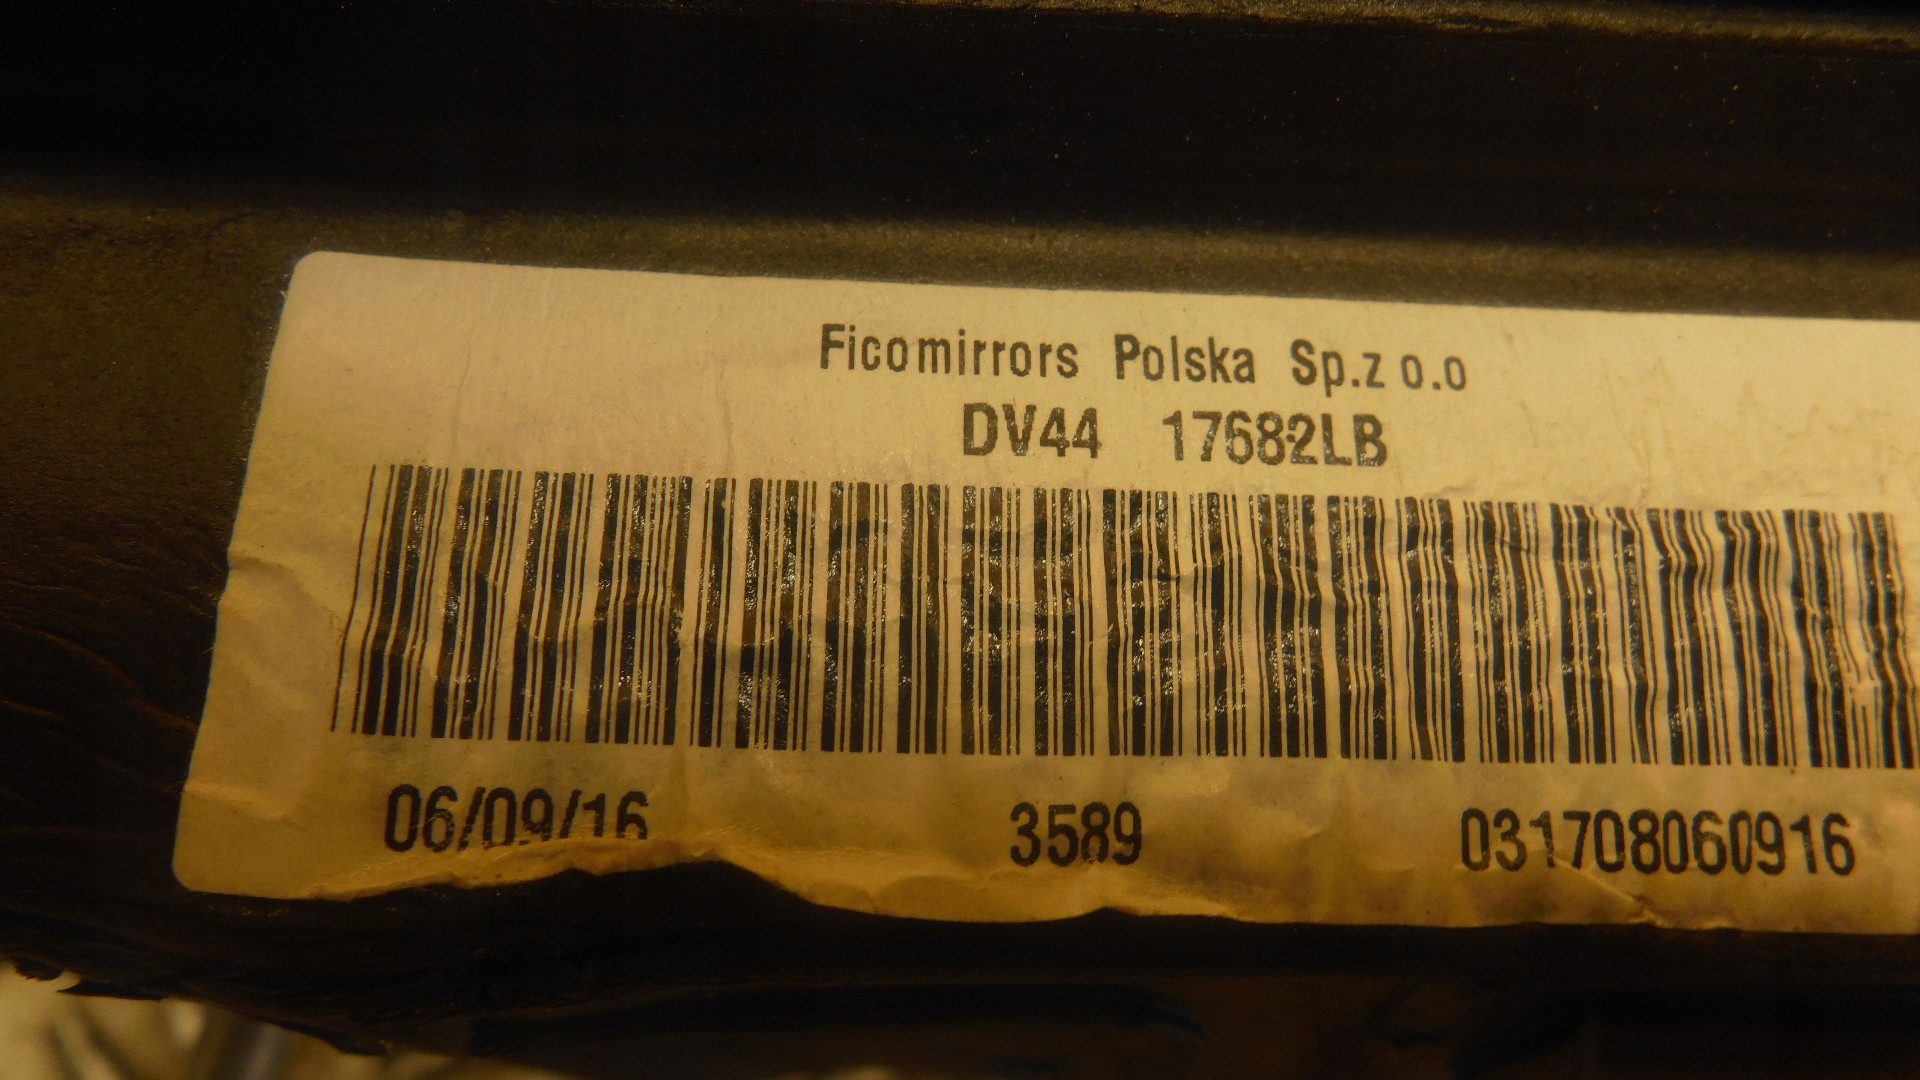 Ficomirrors Polska Sp.z o.o
DV44 17682LB
06/09/16 3589 031708060916